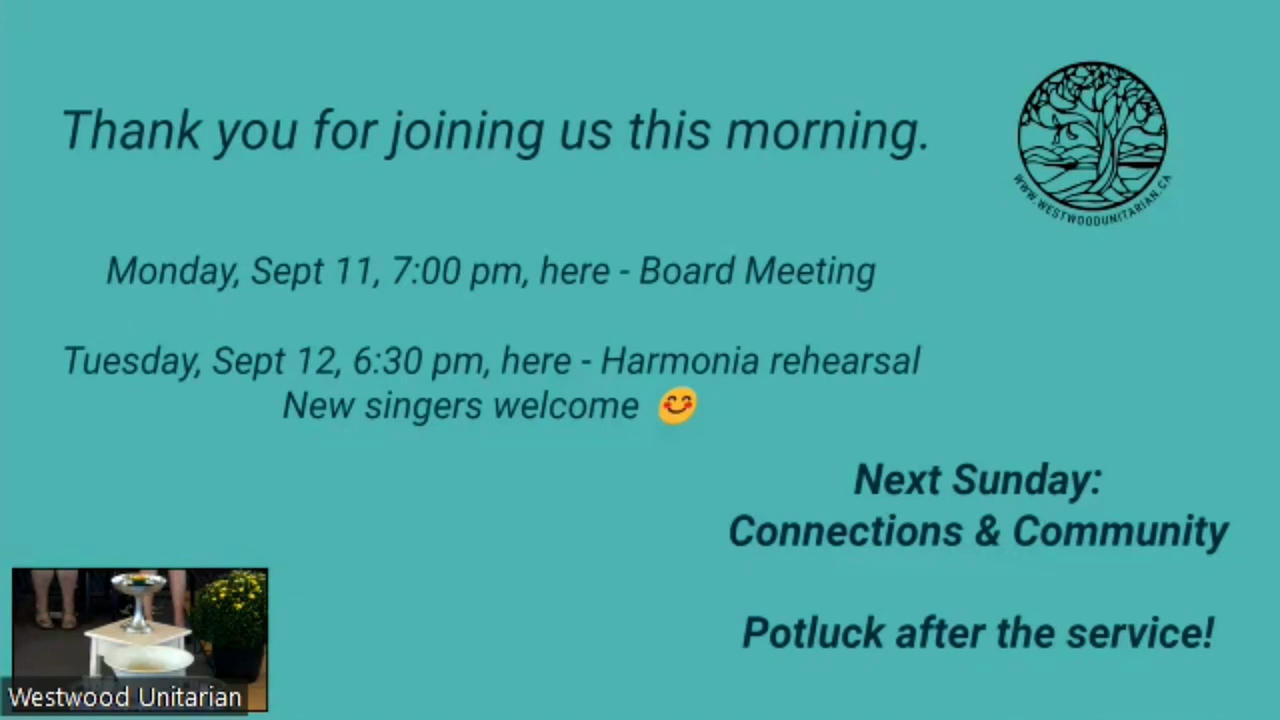 Thank you for joining us this morning.
WWW.WESTWOODUNITARIAN.CA
Monday, Sept 11, 7:00 pm, here - Board Meeting
Tuesday, Sept 12, 6:30 pm, here - Harmonia rehearsal
New singers welcome 😊
Next Sunday:
Connections & Community
Potluck after the service!
Westwood Unitarian